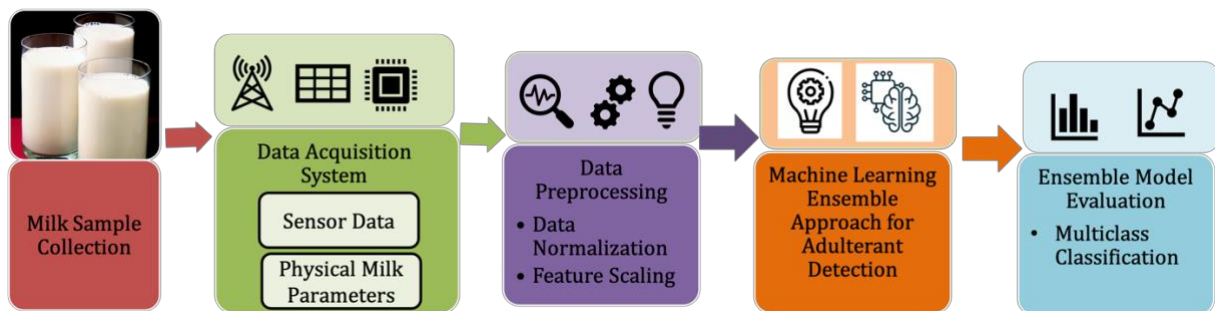 Milk Sample
Collection
Data Acquisition
System
Sensor Data
Physical Milk
Parameters
Data
Preprocessing
• Data
Normalization
• Feature Scaling
Machine Learning
Ensemble
Approach for
Adulterant
Detection
Ensemble Model
Evaluation
• Multiclass
Classification